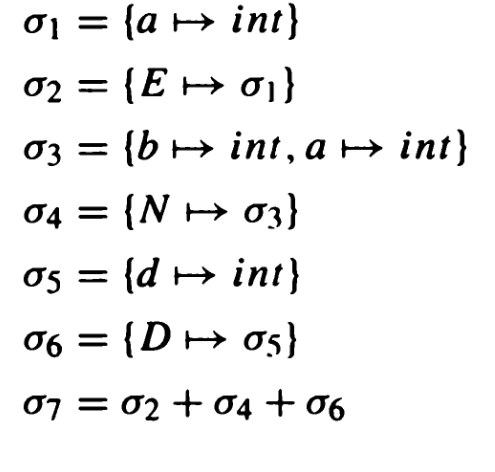 σ₁ = {a ↦ int}
σ₂ = {E ↦ σ₁}
σ₃ = {b ↦ int, a ↦ int}
σ₄ = {N ↦ σ₃}
σ₅ = {d ↦ int}
σ₆ = {D ↦ σ₅}
σ₇ = σ₂ + σ₄ + σ₆